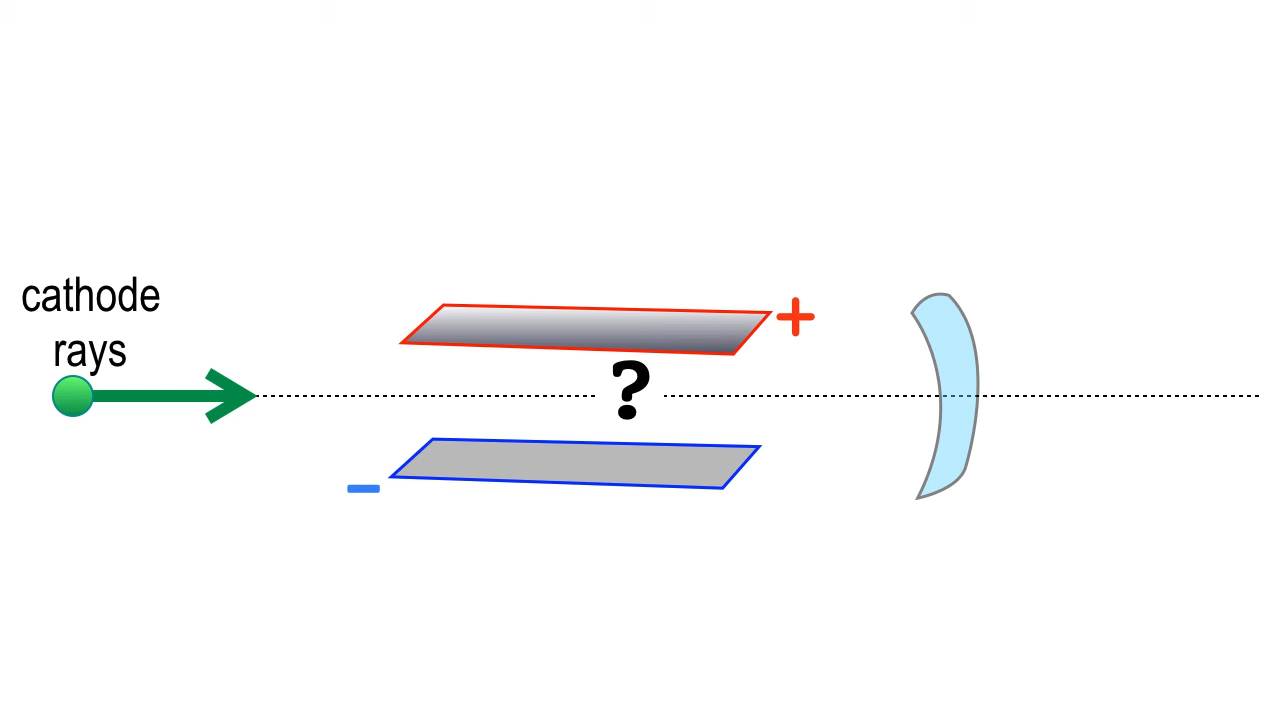 cathode
rays
+
?
−